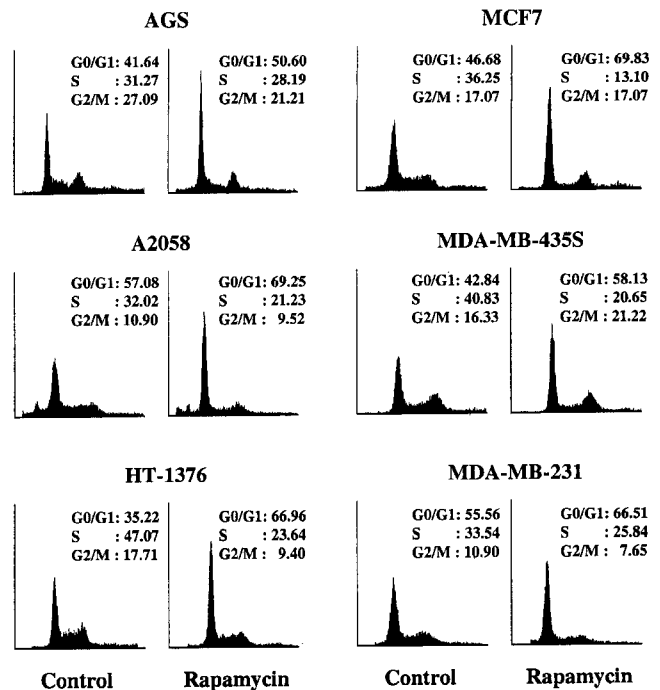 AGS
G0/G1: 41.64
S : 31.27
G2/M : 27.09
G0/G1: 50.60
S : 28.19
G2/M : 21.21
MCF7
G0/G1: 46.68
S : 36.25
G2/M : 17.07
G0/G1: 69.83
S : 13.10
G2/M : 17.07
A2058
G0/G1: 57.08
S : 32.02
G2/M : 10.90
G0/G1: 69.25
S : 21.23
G2/M : 9.52
MDA-MB-435S
G0/G1: 42.84
S : 40.83
G2/M : 16.33
G0/G1: 58.13
S : 20.65
G2/M : 21.22
HT-1376
G0/G1: 35.22
S : 47.07
G2/M : 17.71
G0/G1: 66.96
S : 23.64
G2/M : 9.40
MDA-MB-231
G0/G1: 55.56
S : 33.54
G2/M : 10.90
G0/G1: 66.51
S : 25.84
G2/M : 7.65
Control
Rapamycin
Control
Rapamycin